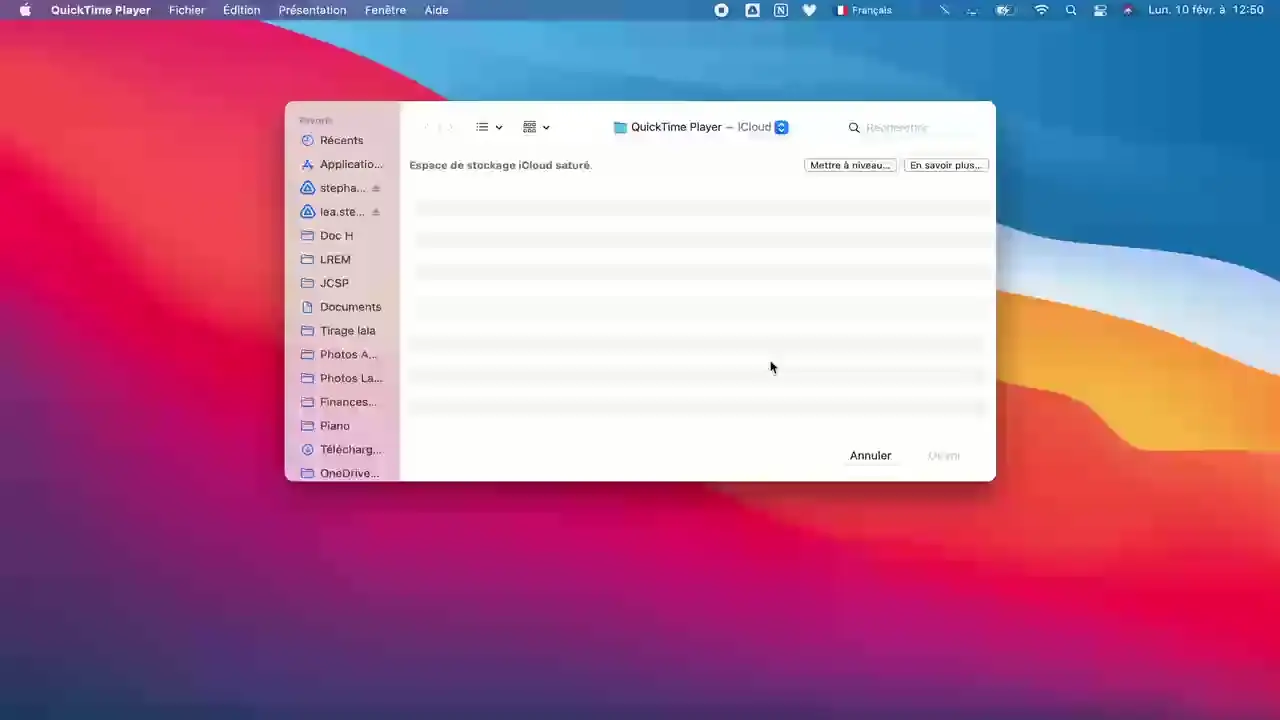 QuickTime Player Fichier Édition Présentation Fenêtre Aide Français Lun. 10 févr. à 12:50
Favoris
Récents
Applicatio...
stepha...
lea.ste...
Doc H
LREM
JCSP
Documents
Tirage lala
Photos A...
Photos La...
Finances...
Piano
Télécharg...
OneDrive...
QuickTime Player — iCloud
Rechercher
Espace de stockage iCloud saturé.
Mettre à niveau...
En savoir plus...
Annuler
Ouvrir